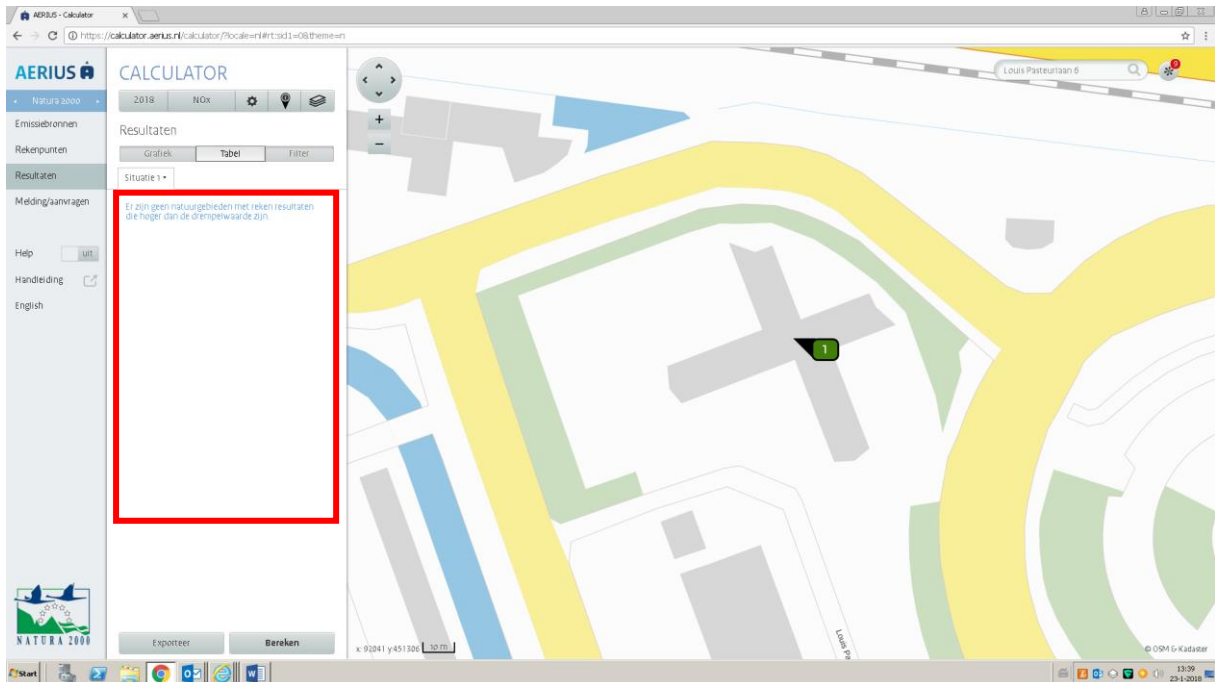 AERIUS - Calculator
https://calculator.aerius.nl/calculator/?locale=nl#rt:sid1=0&theme=n
AERIUS
Natura 2000
Emissiebronnen
Rekenpunten
Resultaten
Melding/aanvragen
Help
uit
Handleiding
English
NATURA 2000
CALCULATOR
2018
NOx
Resultaten
Grafiek
Tabel
Filter
Situatie 1
Er zijn geen natuurgebieden met reken resultaten
die hoger dan de drempelwaarde zijn.
Exporteer
Bereken
Louis Pasteurlaan 6
9
1
Louis Pa
x: 92041 y:451306
10 m
© OSM & Kadaster
Start
13:39
23-1-2018